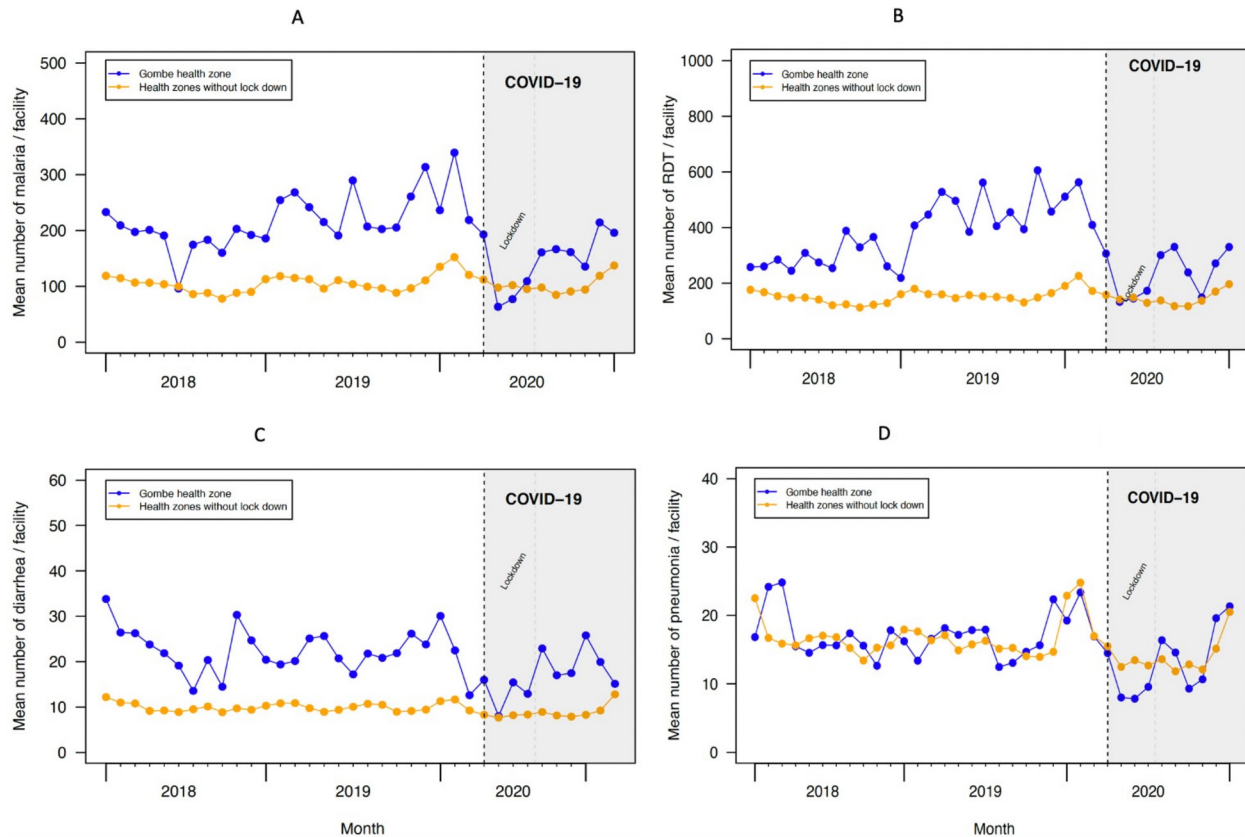 A
Mean number of malaria / facility
500
400
300
200
100
0
Gombe health zone
Health zones without lock down
COVID–19
Lockdown
2018
2019
2020
B
Mean number of RDT / facility
1000
800
600
400
200
0
Gombe health zone
Health zones without lock down
COVID–19
Lockdown
2018
2019
2020
C
Mean number of diarrhea / facility
60
50
40
30
20
10
0
Gombe health zone
Health zones without lock down
COVID–19
Lockdown
2018
2019
2020
Month
D
Mean number of pneumonia / facility
40
30
20
10
0
Gombe health zone
Health zones without lock down
COVID–19
Lockdown
2018
2019
2020
Month